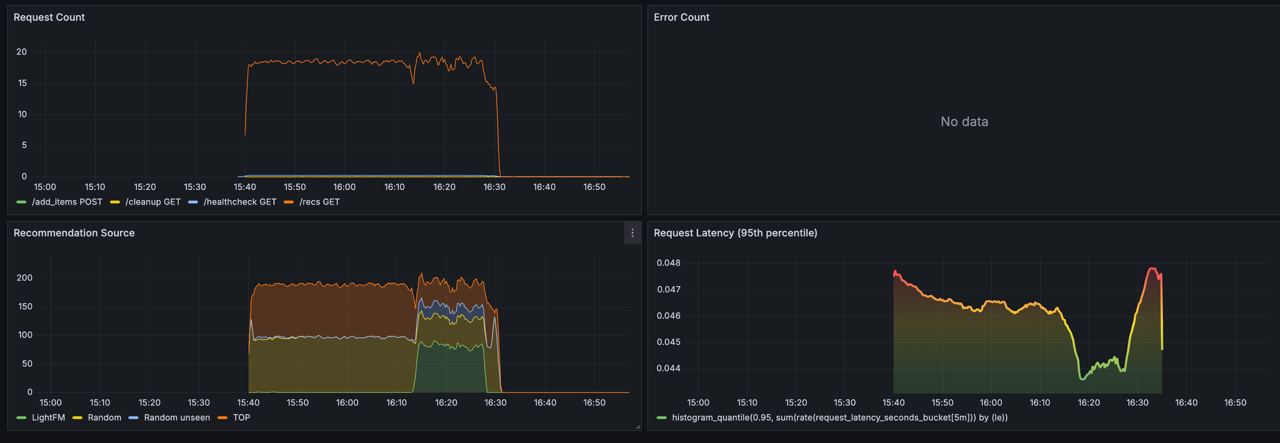 Request Count
20
15
10
5
0
15:00 15:10 15:20 15:30 15:40 15:50 16:00 16:10 16:20 16:30 16:40 16:50
/add_items POST /cleanup GET /healthcheck GET /recs GET
Error Count
No data
Recommendation Source
200
150
100
50
0
15:00 15:10 15:20 15:30 15:40 15:50 16:00 16:10 16:20 16:30 16:40 16:50
LightFM Random Random unseen TOP
Request Latency (95th percentile)
0.048
0.047
0.046
0.045
0.044
15:00 15:10 15:20 15:30 15:40 15:50 16:00 16:10 16:20 16:30 16:40 16:50
histogram_quantile(0.95, sum(rate(request_latency_seconds_bucket[5m])) by (le))